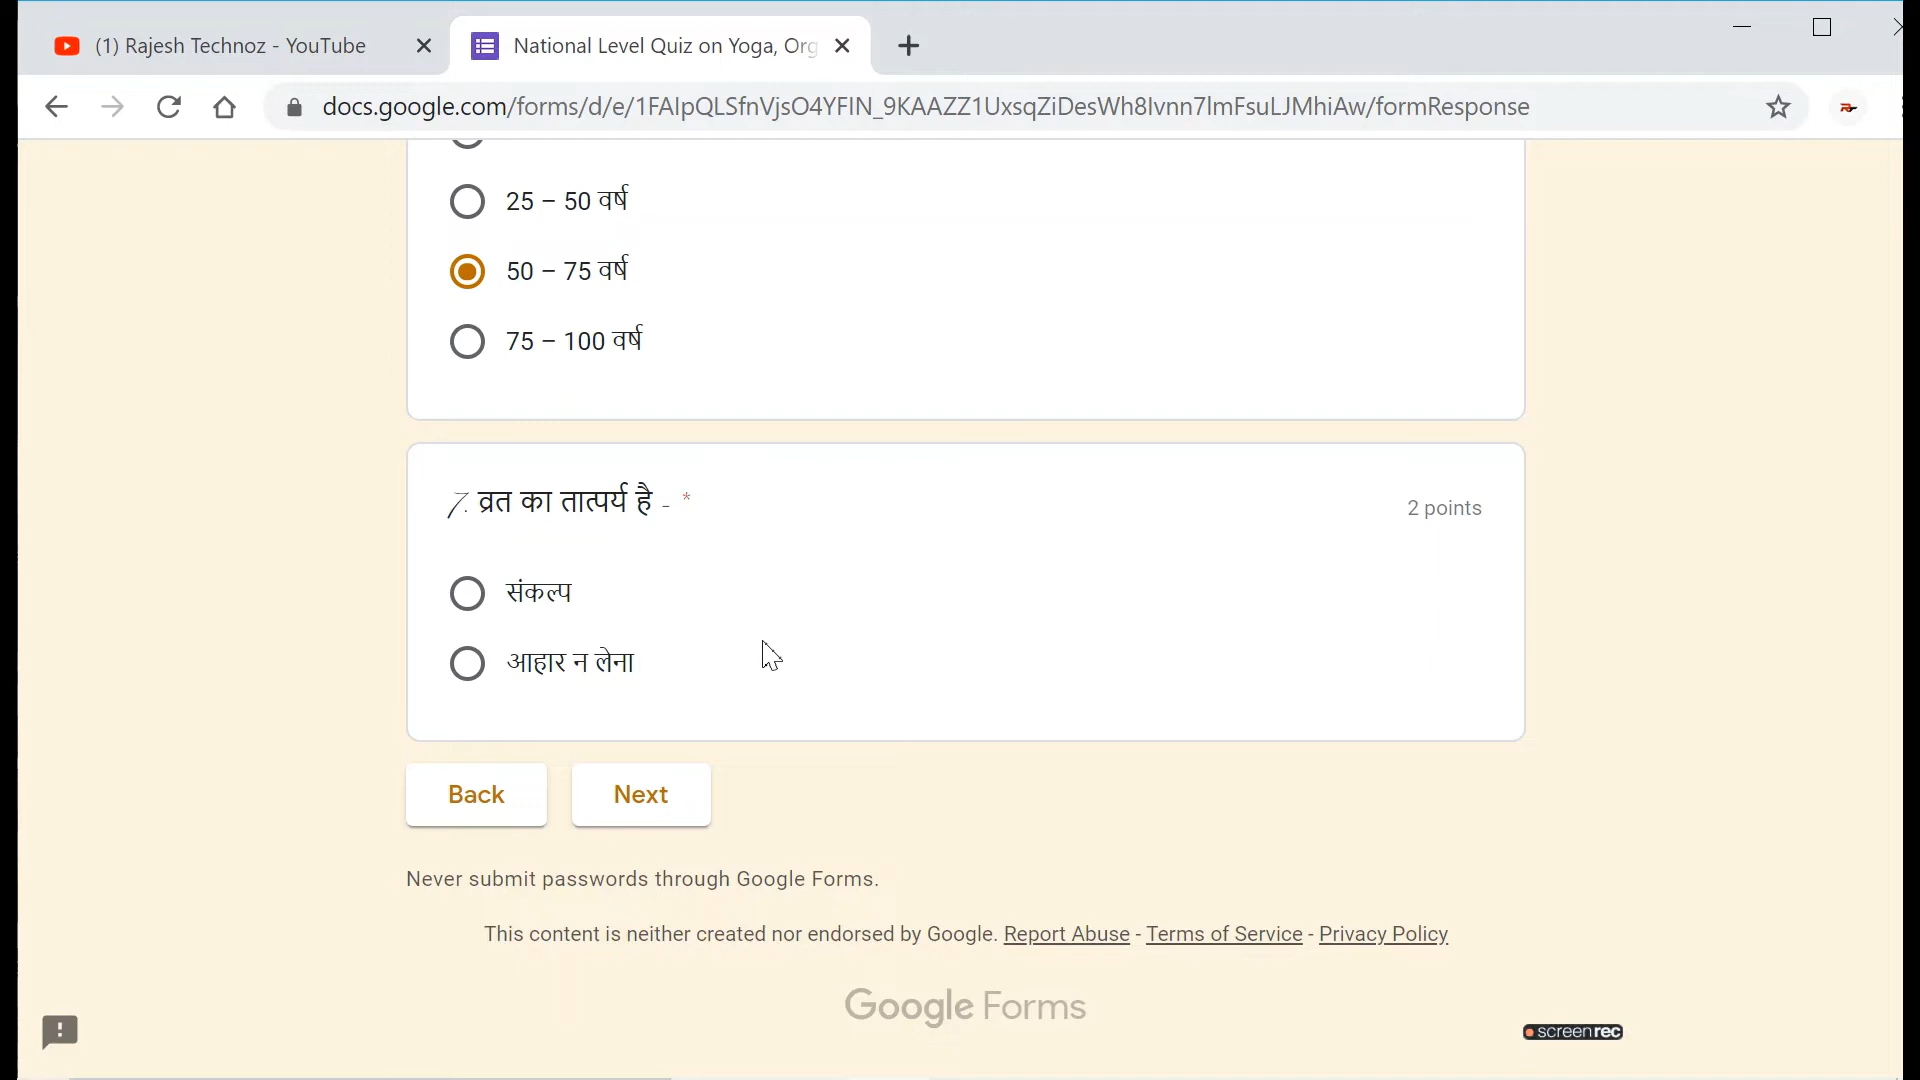 (1) Rajesh Technoz - YouTube
National Level Quiz on Yoga, Org
docs.google.com/forms/d/e/1FAIpQLSfnVjsO4YFIN_9KAAZZ1UxsqZiDesWh8Ivnn7lmFsuLJMhiAw/formResponse
25 – 50 वर्ष
50 – 75 वर्ष
75 – 100 वर्ष
7. व्रत का तात्पर्य है - *
2 points
संकल्प
आहार न लेना
Back
Next
Never submit passwords through Google Forms.
This content is neither created nor endorsed by Google. Report Abuse - Terms of Service - Privacy Policy
Google Forms
screenrec